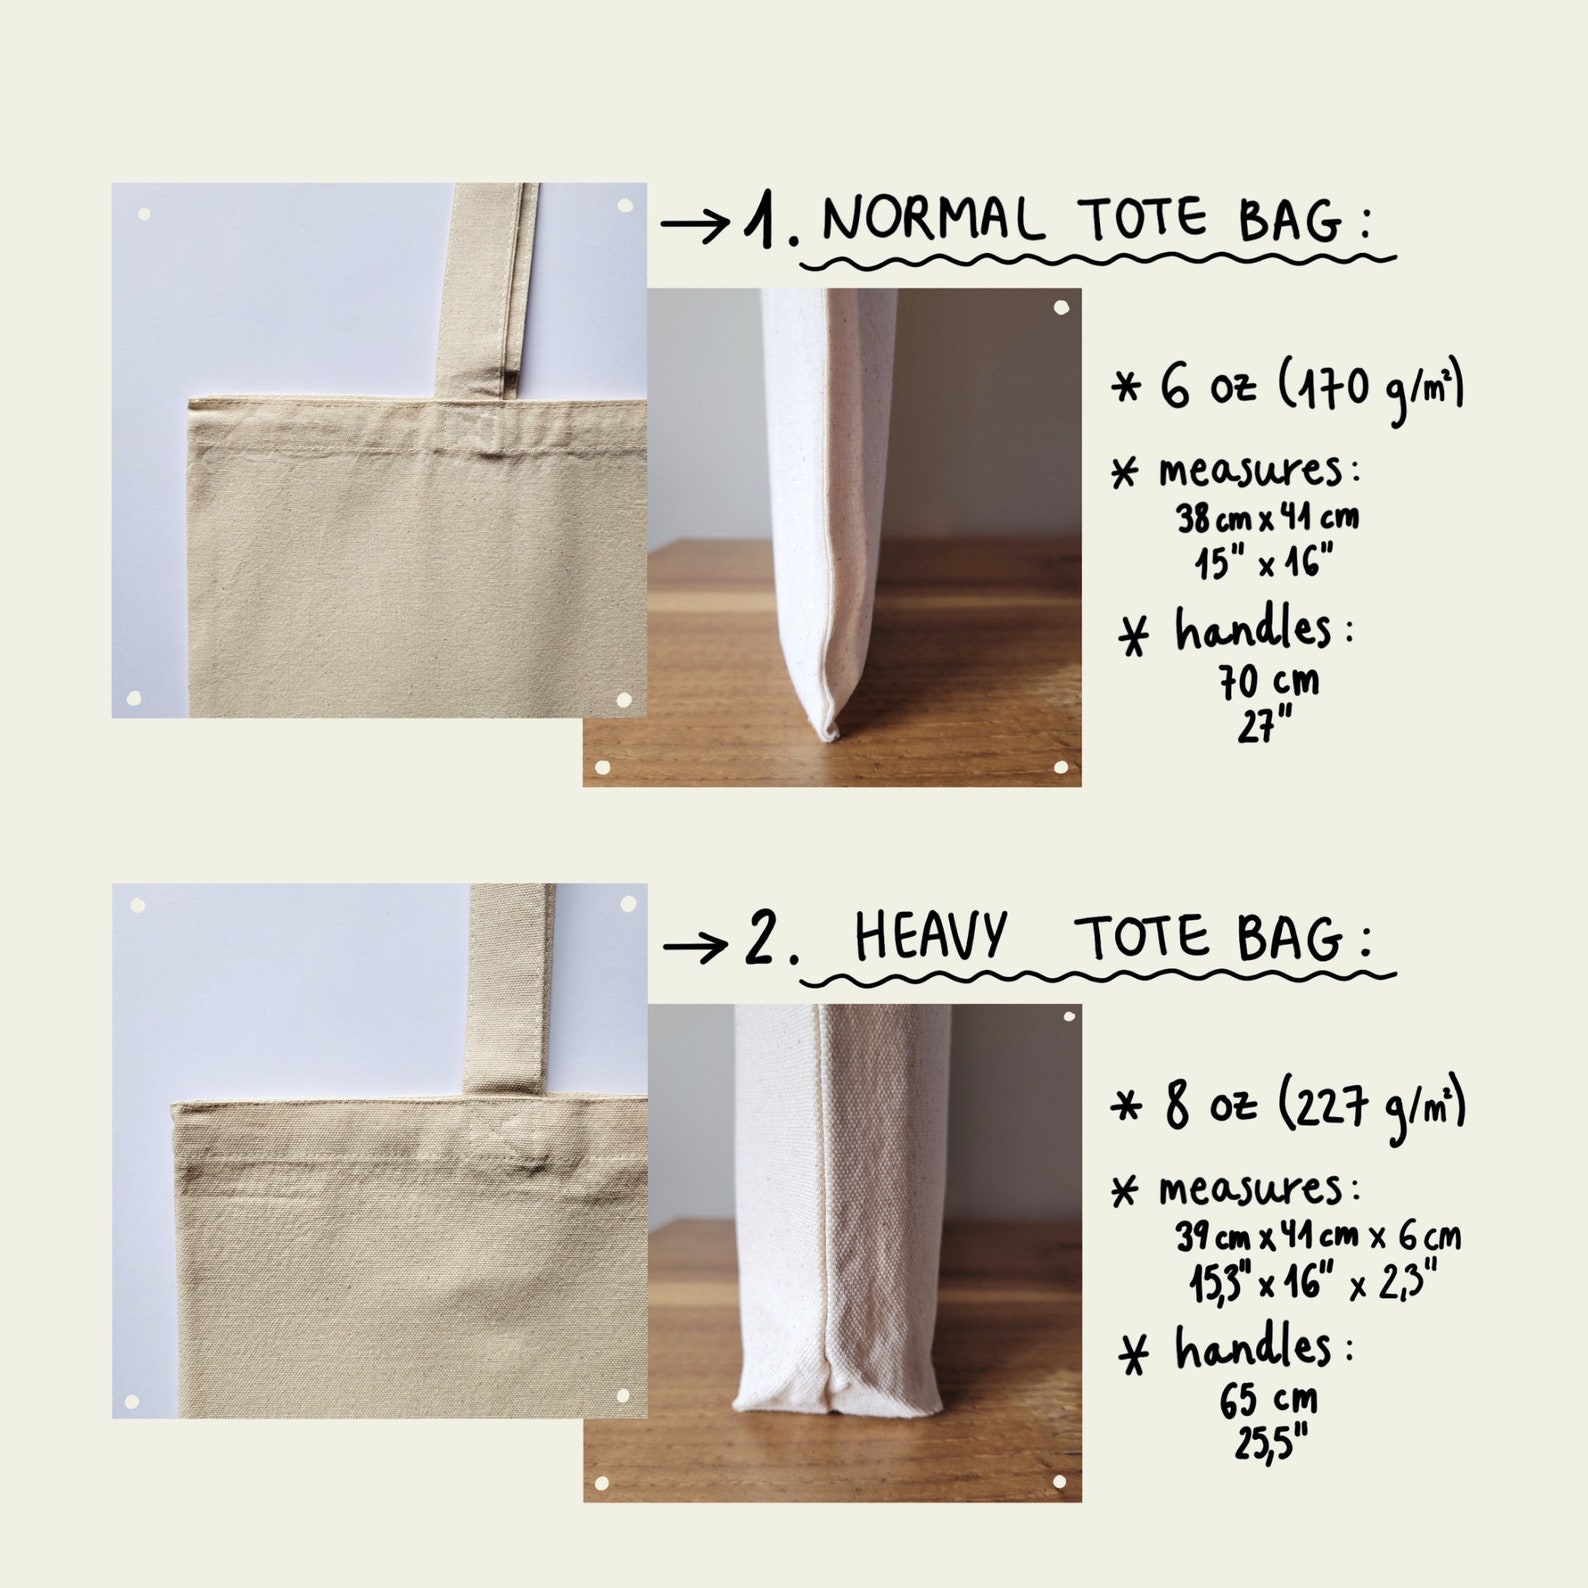 → 1. NORMAL TOTE BAG:
* 6 oz (170 g/m²)
* measures:
38 cm x 41 cm
15" x 16"
* handles:
70 cm
27"
→ 2. HEAVY TOTE BAG:
* 8 oz (227 g/m²)
* measures:
39 cm x 41 cm x 6 cm
15,3" x 16" x 2,3"
* handles:
65 cm
25,5"